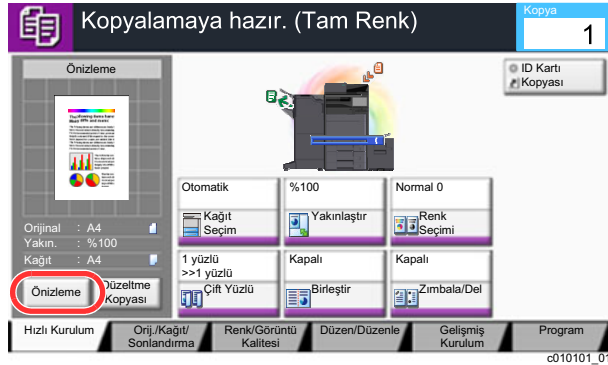 Kopyalamaya hazır. (Tam Renk)
Kopya
1
Önizleme
ID Kartı
Kopyası
Orijinal : A4
Yakın. : %100
Kağıt : A4
Önizleme
Düzeltme
Kopyası
Otomatik
Kağıt
Seçim
%100
Yakınlaştır
Normal 0
Renk
Seçimi
1 yüzlü
>>1 yüzlü
Çift Yüzlü
Kapalı
Birleştir
Kapalı
Zımbala/Del
Hızlı Kurulum
Orij./Kağıt/
Sonlandırma
Renk/Görüntü
Kalitesi
Düzen/Düzenle
Gelişmiş
Kurulum
Program
c010101_01